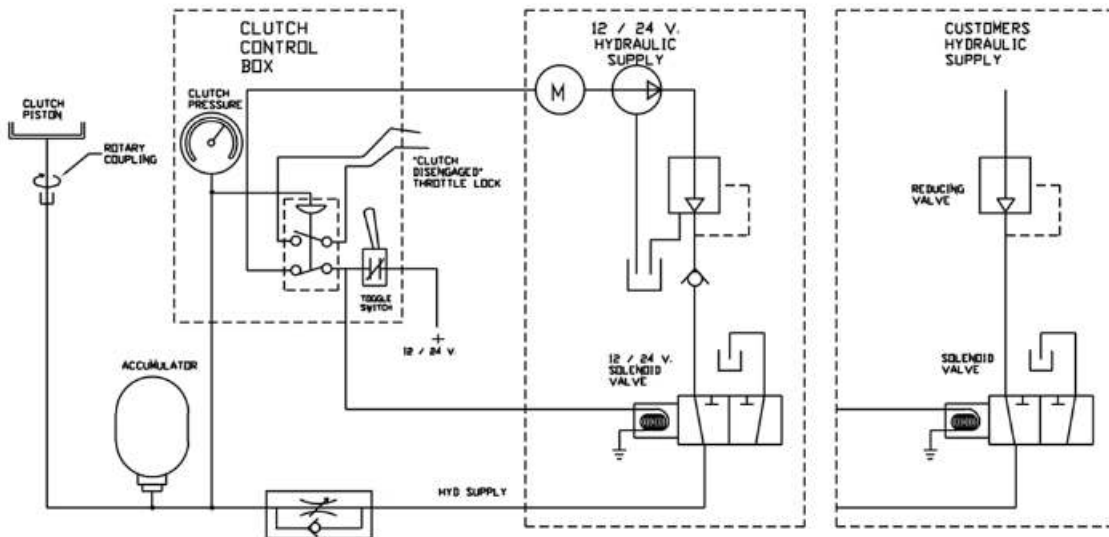 CLUTCH
CONTROL
BOX
12 / 24 V.
HYDRAULIC
SUPPLY
CUSTOMERS
HYDRAULIC
SUPPLY
CLUTCH
PISTON
CLUTCH
PRESSURE
M
ROTARY
COUPLING
"CLUTCH
DISENGAGED"
THROTTLE LOCK
REDUCING
VALVE
TOGGLE
SWITCH
+
12 / 24 V.
ACCUMULATOR
12 / 24 V.
SOLENOID
VALVE
SOLENOID
VALVE
HYD SUPPLY